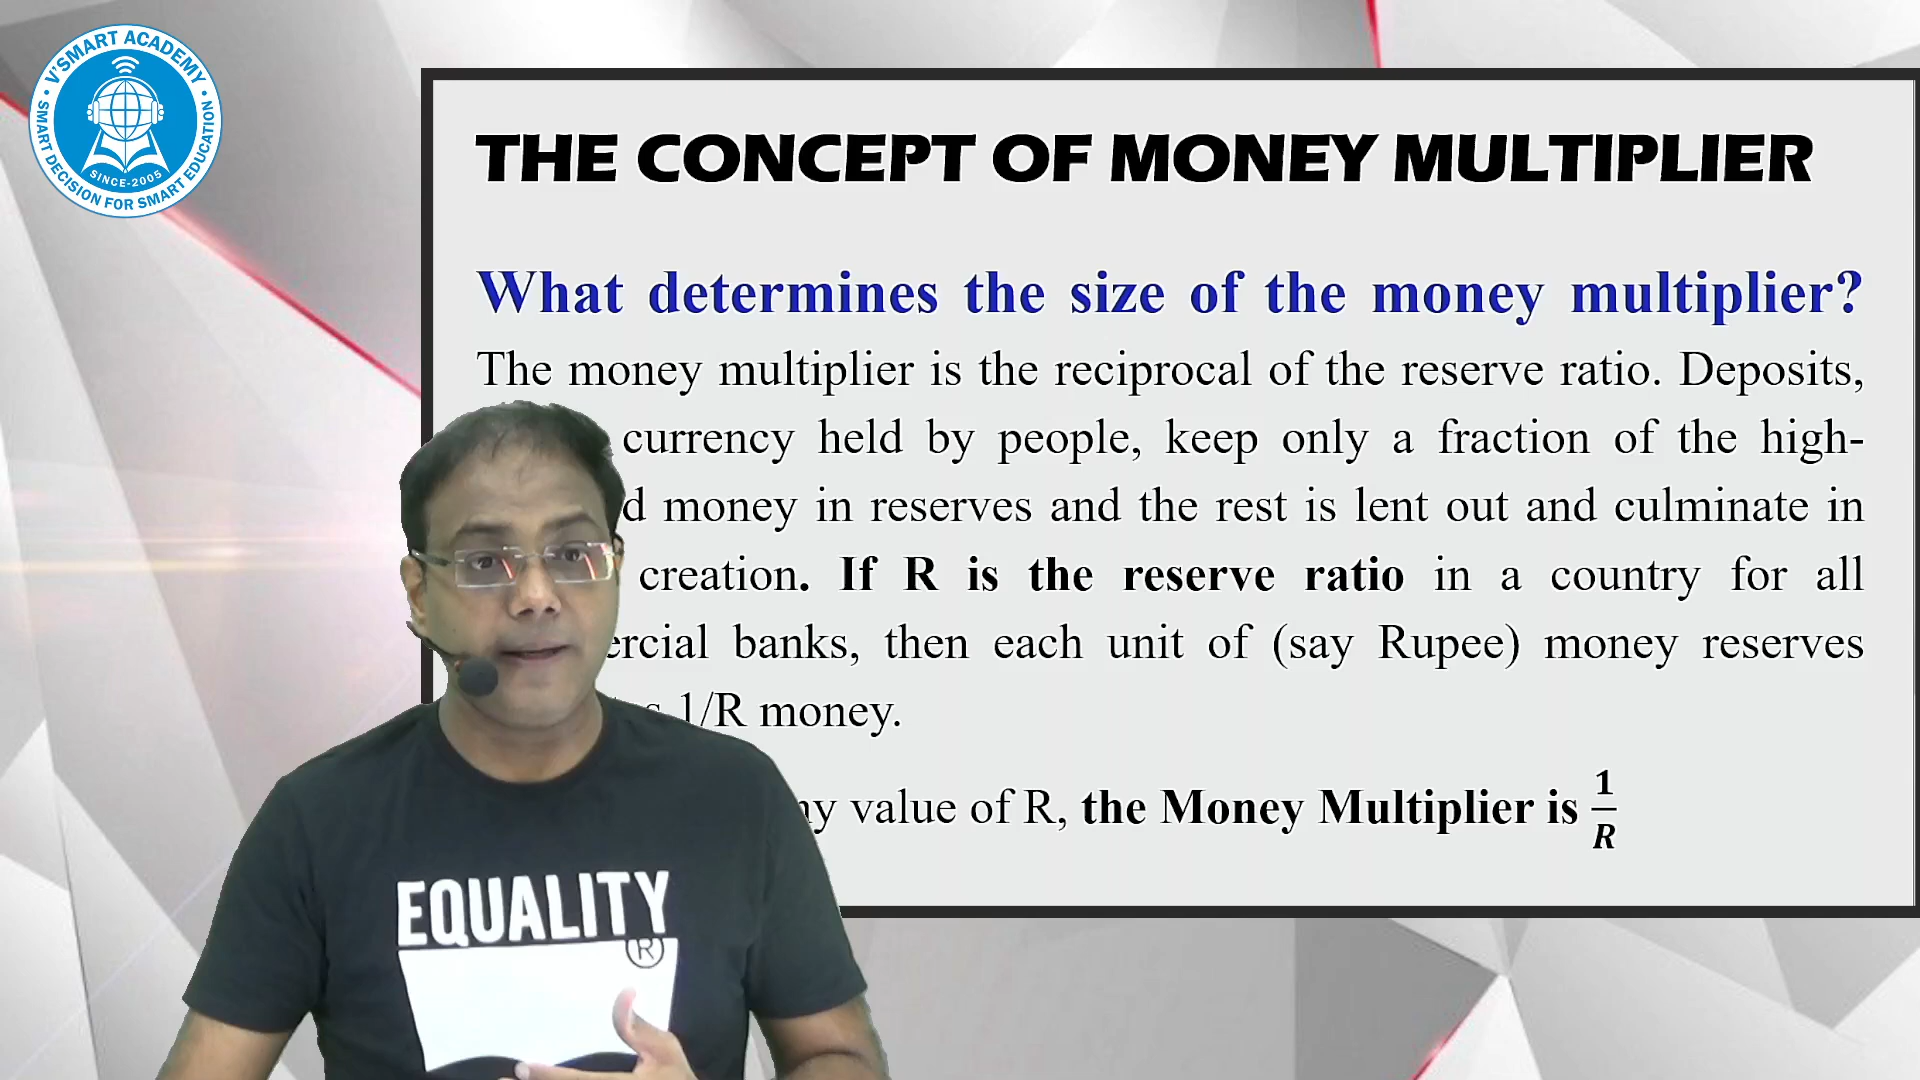 V'SMART ACADEMY
SMART DECISION FOR SMART EDUCATION
SINCE-2005
THE CONCEPT OF MONEY MULTIPLIER
What determines the size of the money multiplier?
The money multiplier is the reciprocal of the reserve ratio. Deposits,
currency held by people, keep only a fraction of the high-
money in reserves and the rest is lent out and culminate in
creation. If R is the reserve ratio in a country for all
banks, then each unit of (say Rupee) money reserves
1/R money.
value of R, the Money Multiplier is 1/R
EQUALITY
®